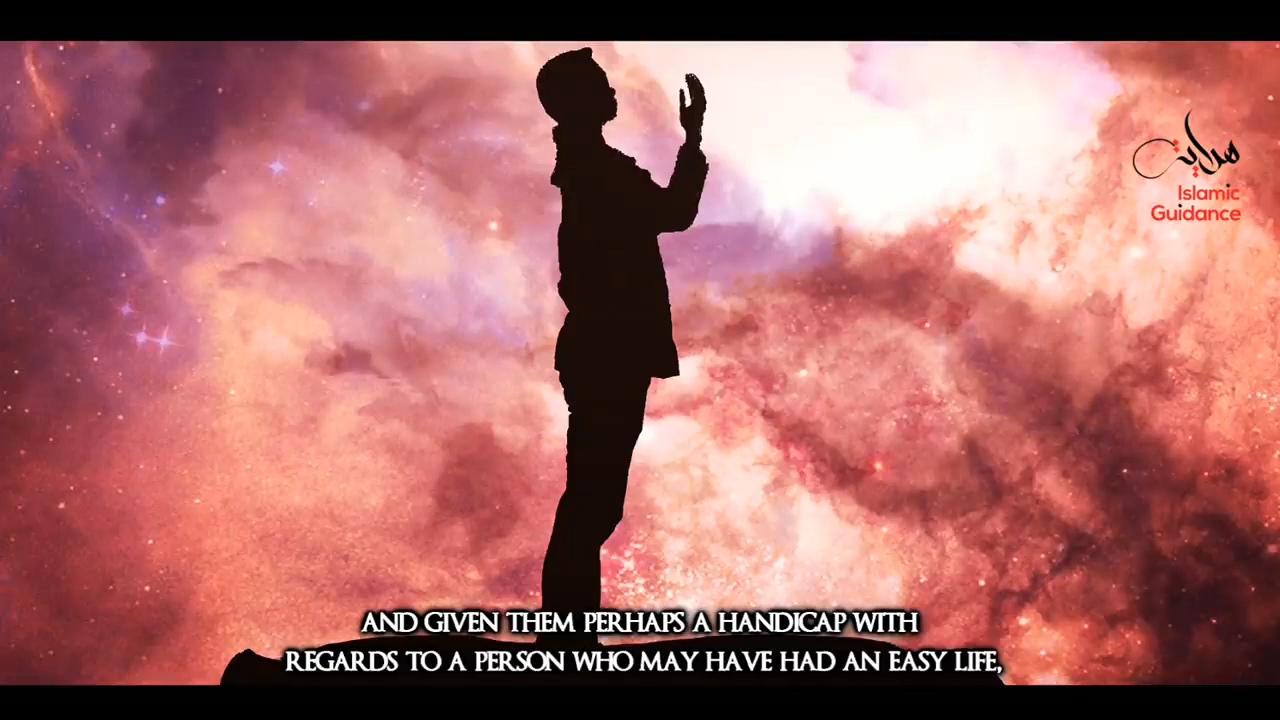 هداية
Islamic
Guidance
AND GIVEN THEM PERHAPS A HANDICAP WITH
REGARDS TO A PERSON WHO MAY HAVE HAD AN EASY LIFE,